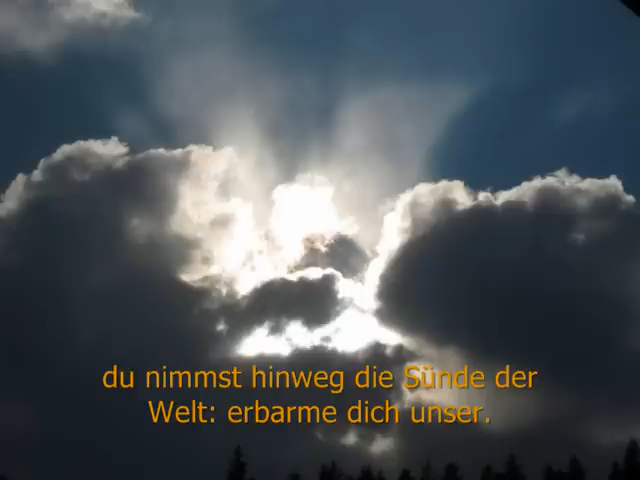 du nimmst hinweg die Sünde der
Welt: erbarme dich unser.